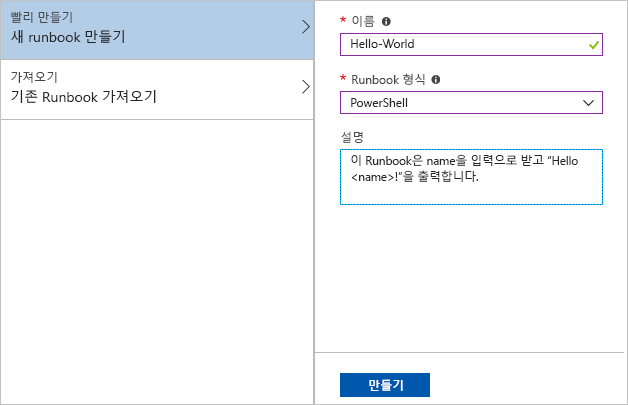 빨리 만들기
새 runbook 만들기
가져오기
기존 Runbook 가져오기
* 이름
Hello-World
* Runbook 형식
PowerShell
설명
이 Runbook은 name을 입력으로 받고 “Hello
<name>!”을 출력합니다.
만들기